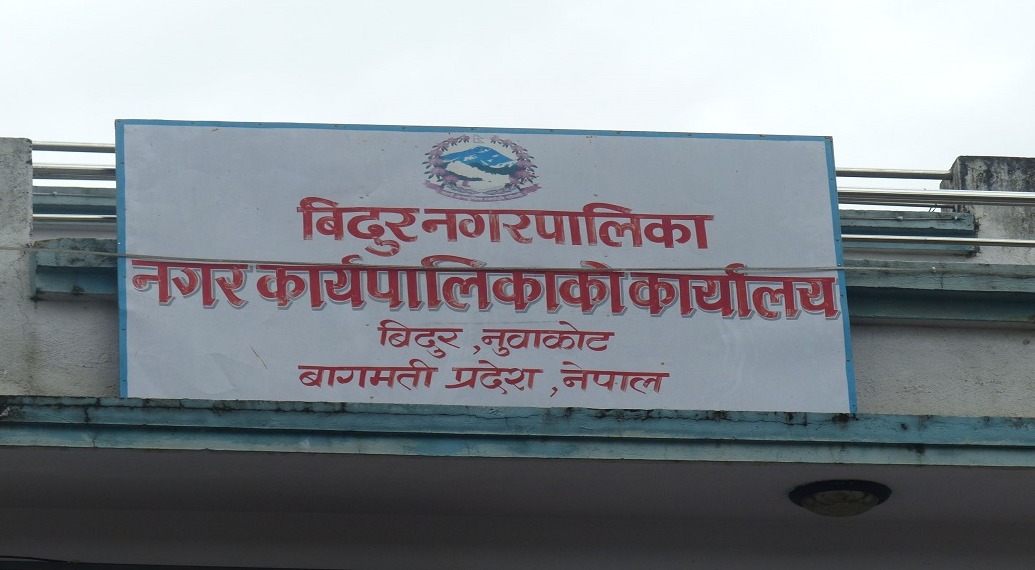 बिदुर नगरपालिका
नगर कार्यपालिकाको कार्यालय
बिदुर ,नुवाकोट
बागमती प्रदेश ,नेपाल